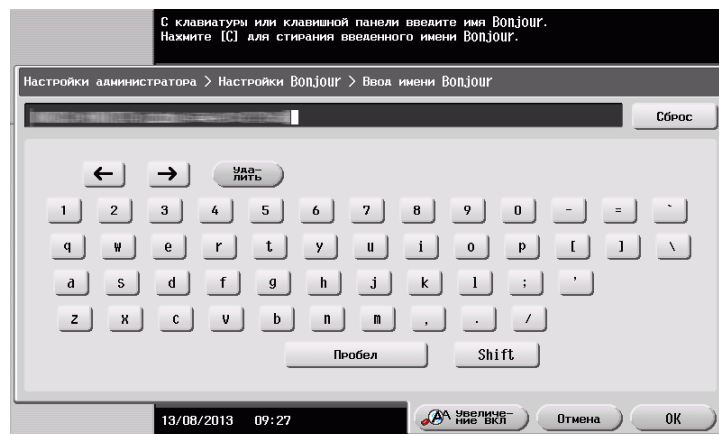 С клавиатуры или клавишной панели введите имя Bonjour.
Нажмите [C] для стирания введенного имени Bonjour.
Настройки администратора > Настройки Bonjour > Ввод имени Bonjour
Сброс
← → Уда-
лить
1 2 3 4 5 6 7 8 9 0 - = `
q w e r t y u i o p [ ] \
a s d f g h j k l ; '
z x c v b n m , . /
Пробел Shift
13/08/2013 09:27 Увеличе-
ние ВКЛ Отмена OK